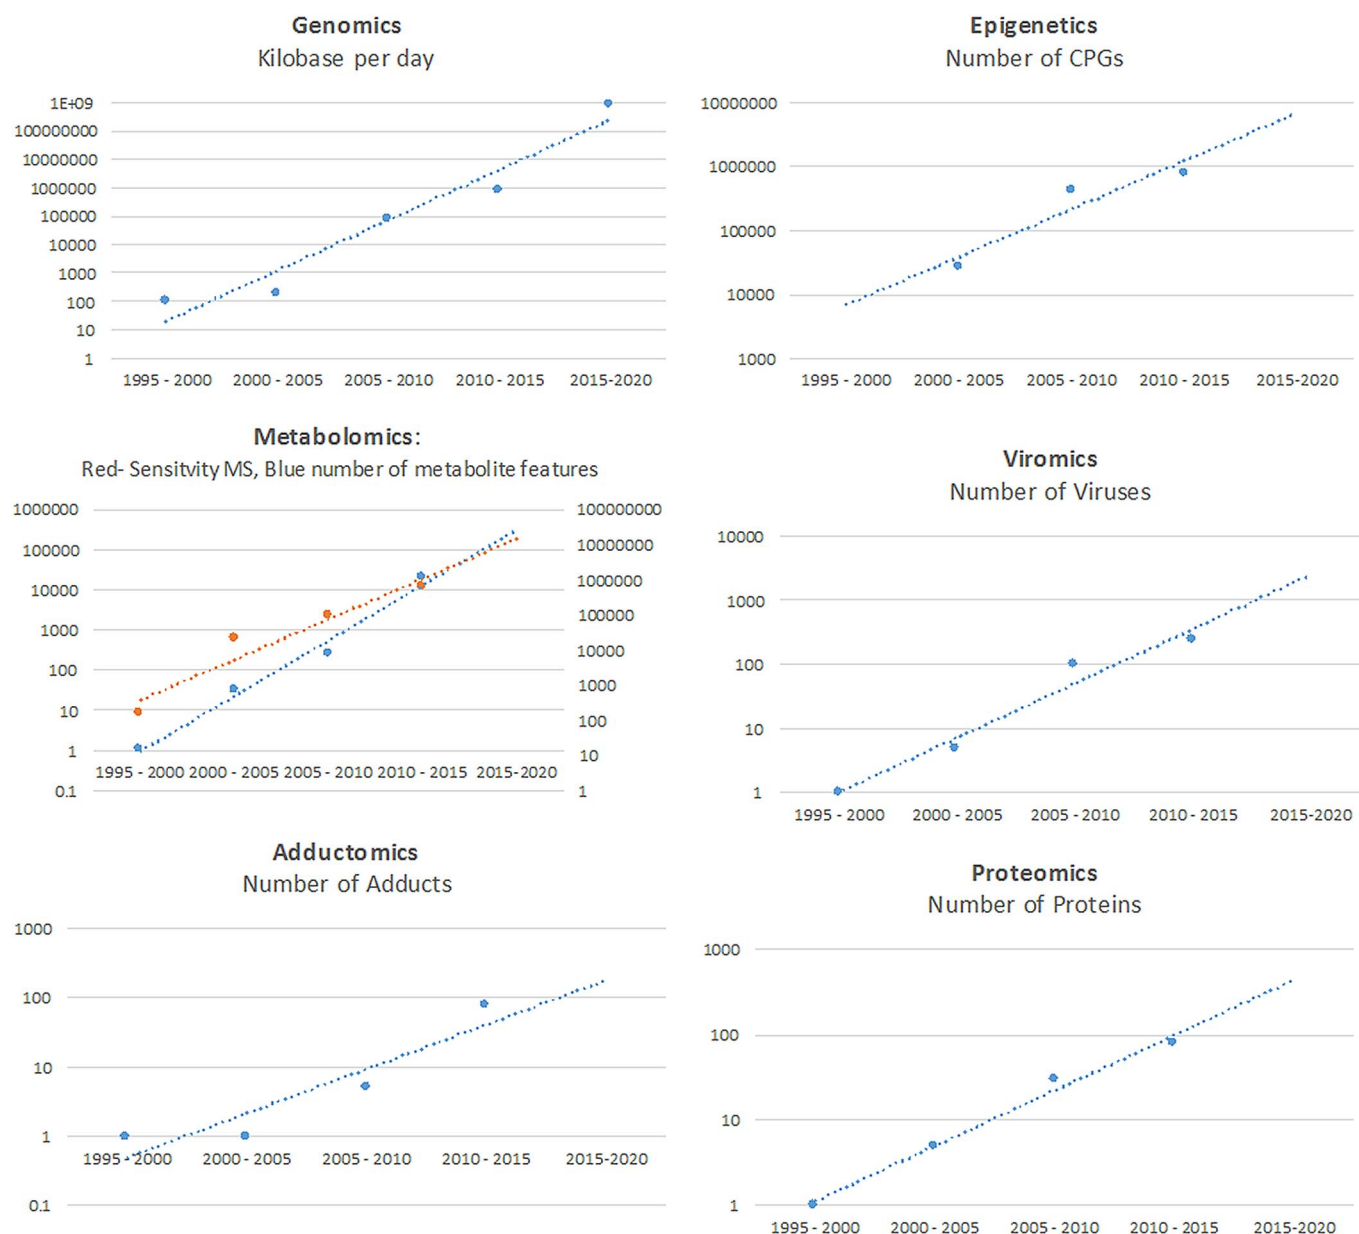 Genomics
Kilobase per day
1E+09
100000000
10000000
1000000
100000
10000
1000
100
10
1
1995 - 2000 2000 - 2005 2005 - 2010 2010 - 2015 2015-2020
Epigenetics
Number of CPGs
10000000
1000000
100000
10000
1000
1995 - 2000 2000 - 2005 2005 - 2010 2010 - 2015 2015-2020
Metabolomics:
Red- Sensitvity MS, Blue number of metabolite features
1000000
100000
10000
1000
100
10
1
0.1
100000000
10000000
1000000
100000
10000
1000
100
10
1
1995 - 2000 2000 - 2005 2005 - 2010 2010 - 2015 2015-2020
Viromics
Number of Viruses
10000
1000
100
10
1
1995 - 2000 2000 - 2005 2005 - 2010 2010 - 2015 2015-2020
Adductomics
Number of Adducts
1000
100
10
1
0.1
1995 - 2000 2000 - 2005 2005 - 2010 2010 - 2015 2015-2020
Proteomics
Number of Proteins
1000
100
10
1
1995 - 2000 2000 - 2005 2005 - 2010 2010 - 2015 2015-2020